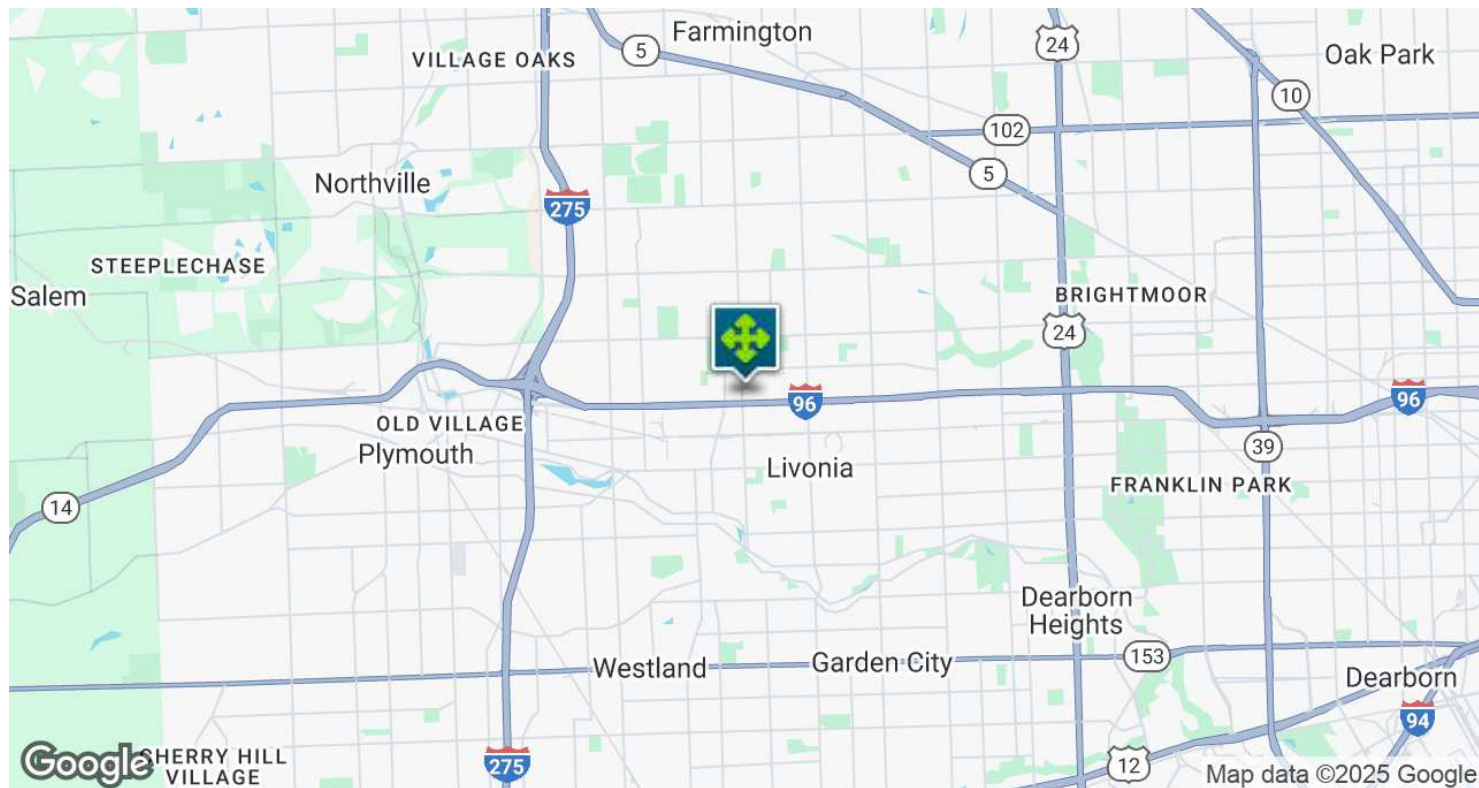 Farmington
24
Oak Park
5
VILLAGE OAKS
10
102
5
Northville
275
STEEPLECHASE
Salem
BRIGHTMOOR
24
96
96
OLD VILLAGE
Plymouth
39
Livonia
FRANKLIN PARK
14
Dearborn
Heights
153
Westland
Garden City
Dearborn
94
275
12
Google
CHERRY HILL
VILLAGE
Map data ©2025 Google